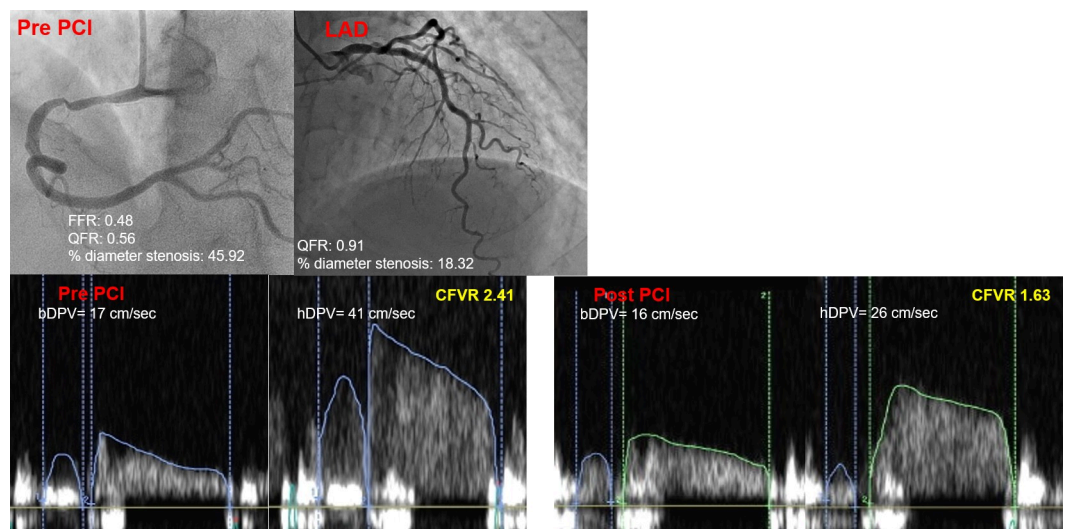 Pre PCI
FFR: 0.48
QFR: 0.56
% diameter stenosis: 45.92
LAD
QFR: 0.91
% diameter stenosis: 18.32
Pre PCI
bDPV= 17 cm/sec
CFVR 2.41
hDPV= 41 cm/sec
Post PCI
bDPV= 16 cm/sec
CFVR 1.63
hDPV= 26 cm/sec